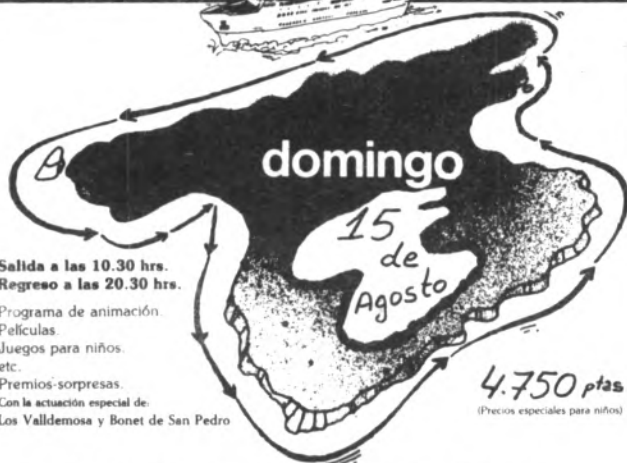 domingo
15
de
Agosto
Salida a las 10.30 hrs.
Regreso a las 20.30 hrs.
Programa de animación.
Películas.
Juegos para niños.
etc.
Premios-sorpresas.
Con la actuación especial de:
Los Valldemosa y Bonet de San Pedro
4.750 ptas
(Precios especiales para niños)